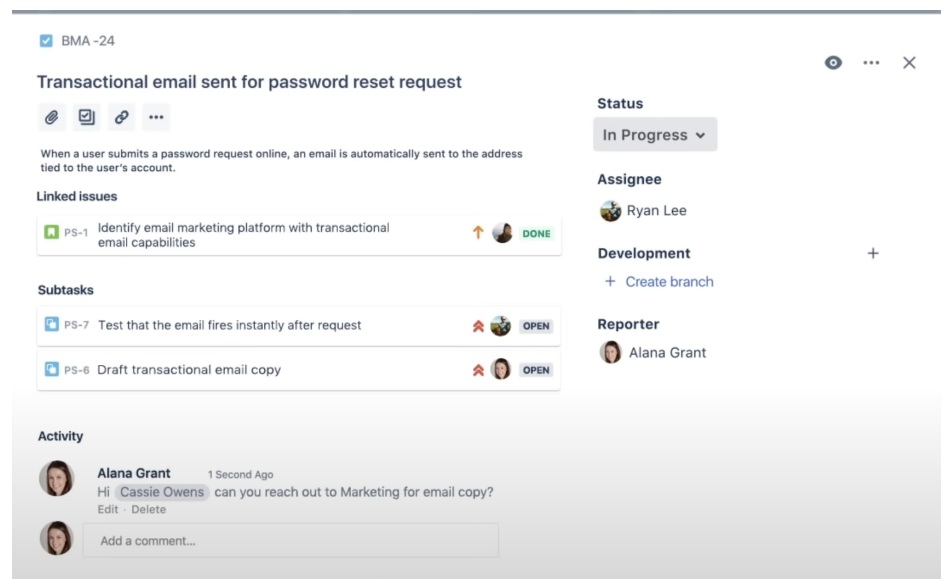 BMA -24
Transactional email sent for password reset request
When a user submits a password request online, an email is automatically sent to the address
tied to the user's account.
Linked issues
PS-1 Identify email marketing platform with transactional
email capabilities
DONE
Subtasks
PS-7 Test that the email fires instantly after request OPEN
PS-6 Draft transactional email copy OPEN
Activity
Alana Grant 1 Second Ago
Hi Cassie Owens can you reach out to Marketing for email copy?
Edit · Delete
Add a comment...
Status
In Progress
Assignee
Ryan Lee
Development +
+ Create branch
Reporter
Alana Grant